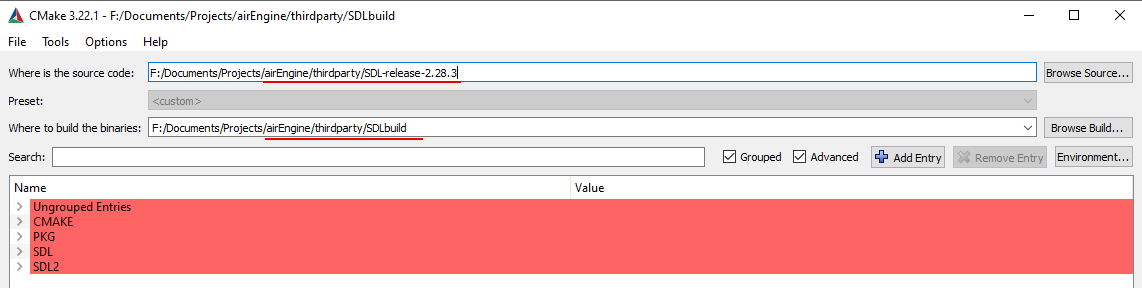 CMake 3.22.1 - F:/Documents/Projects/airEngine/thirdparty/SDLbuild
File Tools Options Help
Where is the source code: F:/Documents/Projects/airEngine/thirdparty/SDL-release-2.28.3 Browse Source...
Preset: <custom>
Where to build the binaries: F:/Documents/Projects/airEngine/thirdparty/SDLbuild Browse Build...
Search: Grouped Advanced Add Entry Remove Entry Environment...
Name Value
Ungrouped Entries
CMAKE
PKG
SDL
SDL2